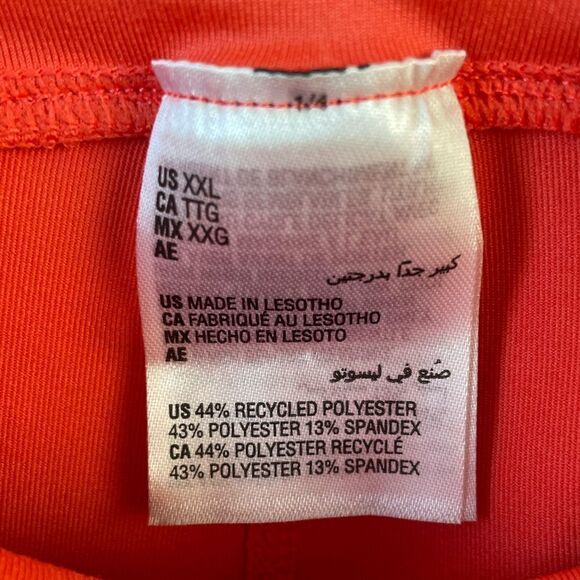 1/4
US XXL
CA TTG
MX XXG
AE
كبير جدًا بدرجتين
US MADE IN LESOTHO
CA FABRIQUÉ AU LESOTHO
MX HECHO EN LESOTO
AE
صُنع في ليسوتو
US 44% RECYCLED POLYESTER
43% POLYESTER 13% SPANDEX
CA 44% POLYESTER RECYCLÉ
43% POLYESTER 13% SPANDEX